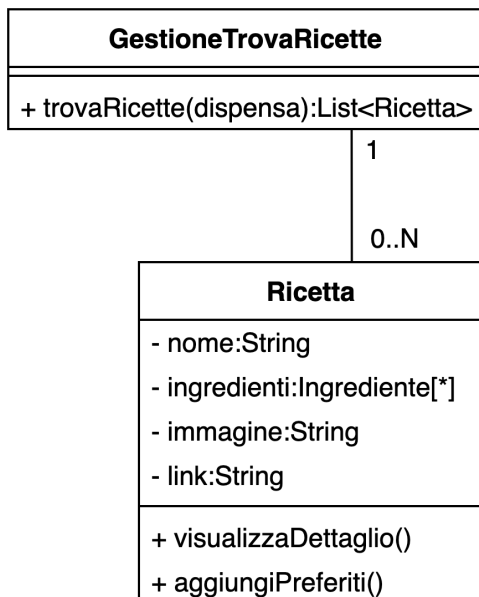 GestioneTrovaRicette
+ trovaRicette(dispensa):List<Ricetta>
1
0..N
Ricetta
- nome:String
- ingredienti:Ingrediente[*]
- immagine:String
- link:String
+ visualizzaDettaglio()
+ aggiungiPreferiti()